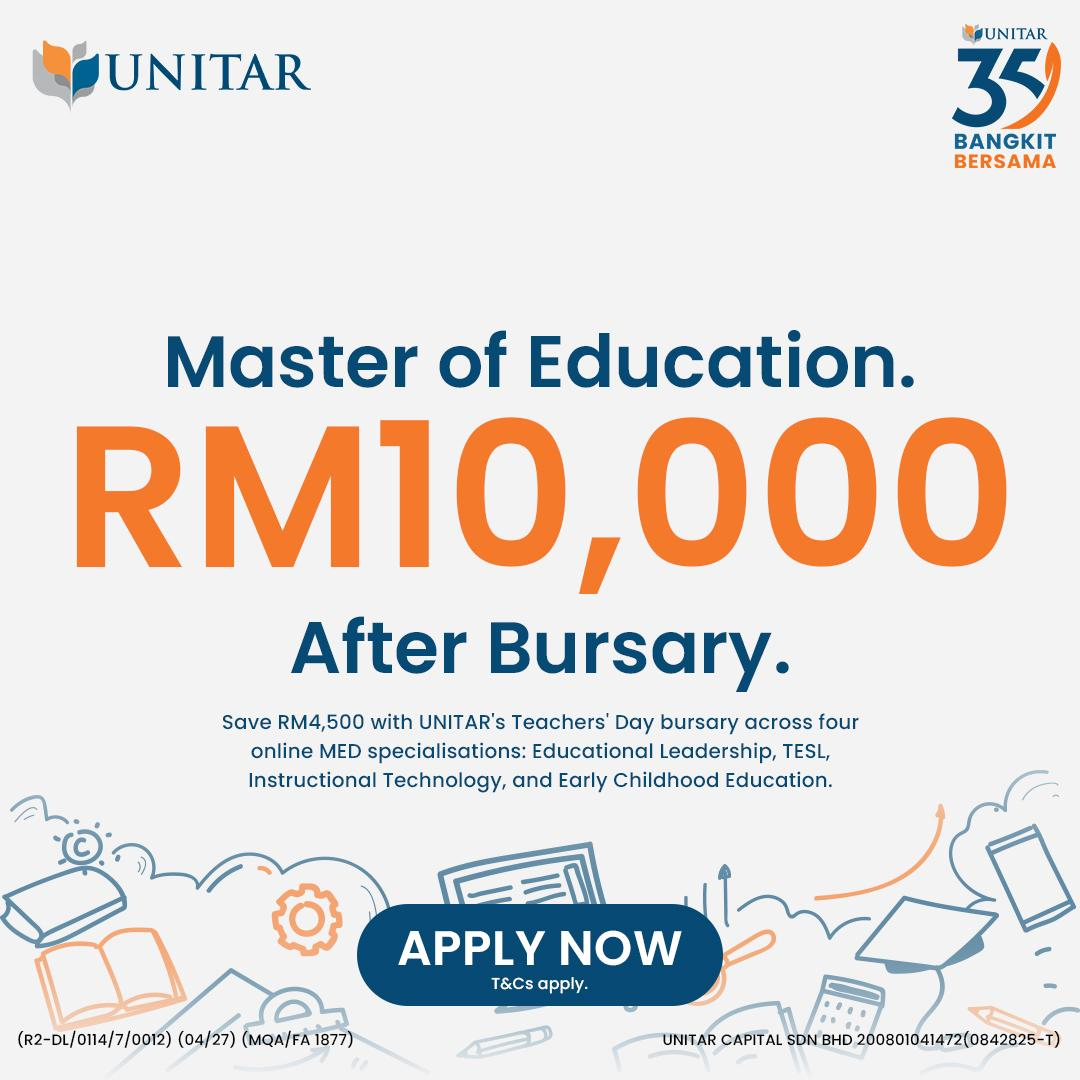 UNITAR
UNITAR
35
BANGKIT
BERSAMA
Master of Education.
RM10,000
After Bursary.
Save RM4,500 with UNITAR's Teachers' Day bursary across four
online MED specialisations: Educational Leadership, TESL,
Instructional Technology, and Early Childhood Education.
C
APPLY NOW
T&Cs apply.
(R2-DL/0114/7/0012) (04/27) (MQA/FA 1877)
UNITAR CAPITAL SDN BHD 200801041472(0842825-T)